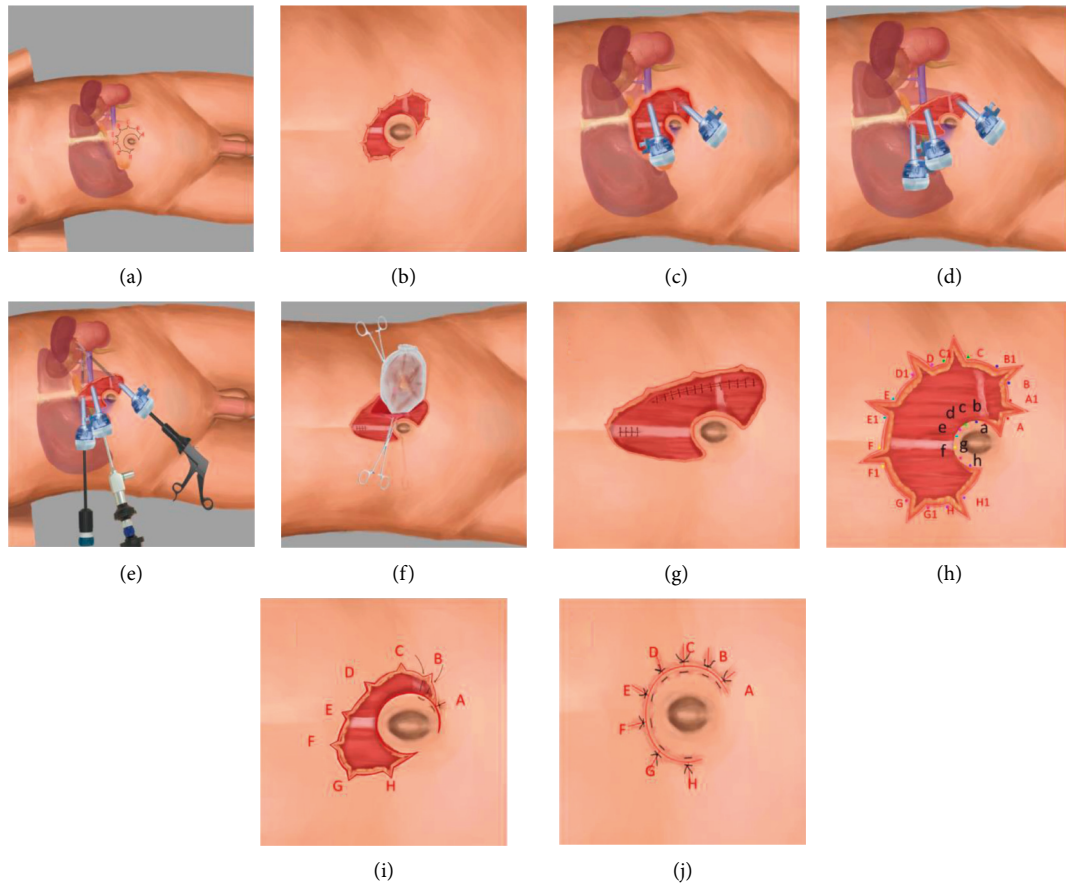 (a) (b) (c) (d)
C1 C
D B1
D1 B
E A1
b
d c
E1 e a A
F f g
h
F1
G H1
G1 H
(e) (f) (g) (h)
C C
B D B
D A
A E
E
F
F
G H
G H
(i) (j)